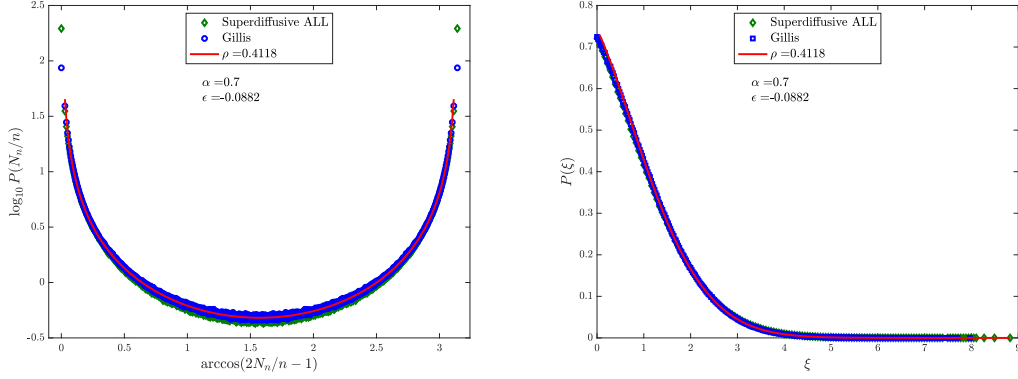 2.5
2
1.5
1
0.5
0
-0.5
log₁₀ P(Nₙ/n)
Superdiffusive ALL
Gillis
ρ =0.4118
α =0.7
ϵ =-0.0882
0 0.5 1 1.5 2 2.5 3
arccos(2Nₙ/n − 1)
0.8
0.7
0.6
0.5
0.4
0.3
0.2
0.1
0
P(ξ)
Superdiffusive ALL
Gillis
ρ =0.4118
α =0.7
ϵ =-0.0882
0 1 2 3 4 5 6 7 8 9
ξ